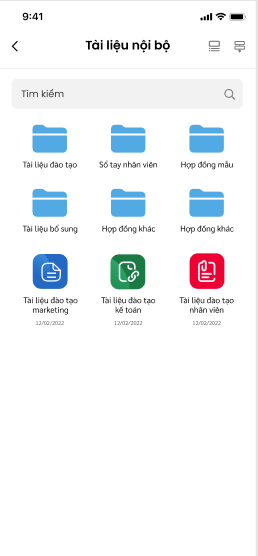 9:41
Tài liệu nội bộ
Tìm kiếm
Tài liệu đào tạo
Sổ tay nhân viên
Hợp đồng mẫu
Tài liệu bổ sung
Hợp đồng khác
Hợp đồng khác
Tài liệu đào tạo
marketing
12/02/2022
Tài liệu đào tạo
kế toán
12/02/2022
Tài liệu đào tạo
nhân viên
12/02/2022